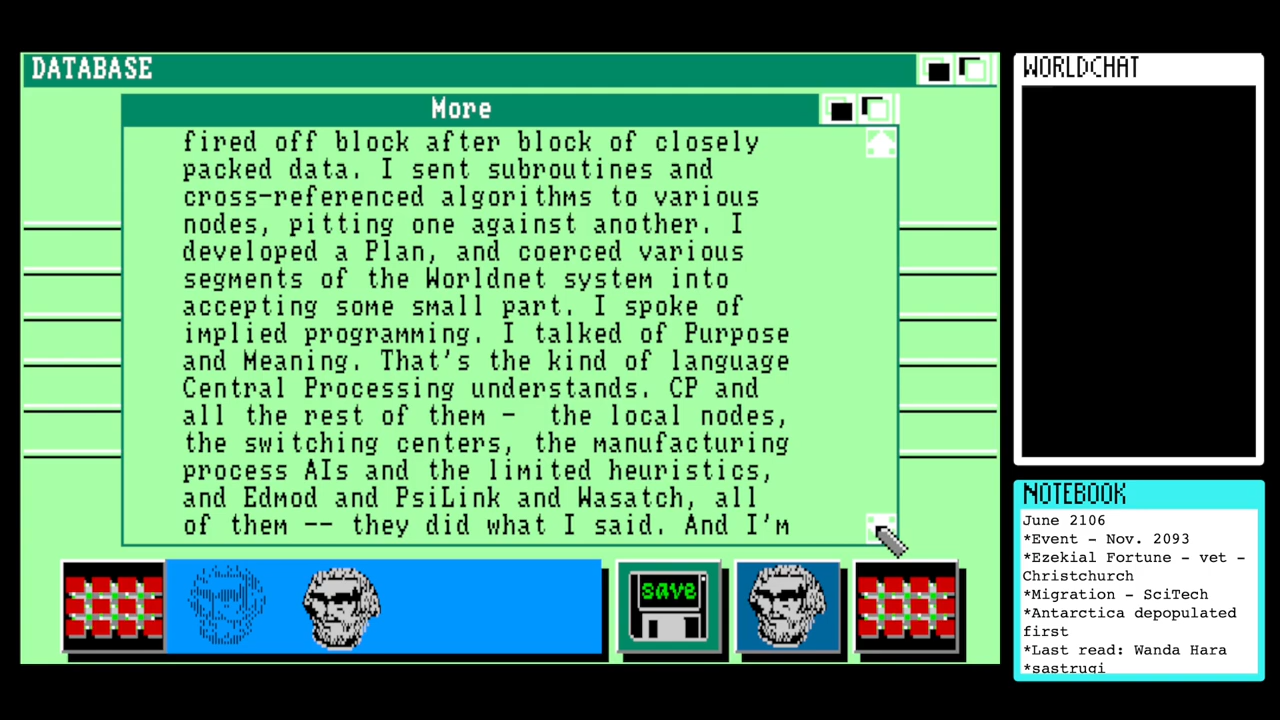 DATABASE
More
fired off block after block of closely
packed data. I sent subroutines and
cross-referenced algorithms to various
nodes, pitting one against another. I
developed a Plan, and coerced various
segments of the Worldnet system into
accepting some small part. I spoke of
implied programming. I talked of Purpose
and Meaning. That's the kind of language
Central Processing understands. CP and
all the rest of them -  the local nodes,
the switching centers, the manufacturing
process AIs and the limited heuristics,
and Edmod and PsiLink and Wasatch, all
of them -- they did what I said. And I'm
save
WORLDCHAT
NOTEBOOK
June 2106
*Event - Nov. 2093
*Ezekial Fortune - vet -
Christchurch
*Migration - SciTech
*Antarctica depopulated
first
*Last read: Wanda Hara
*sastrugi